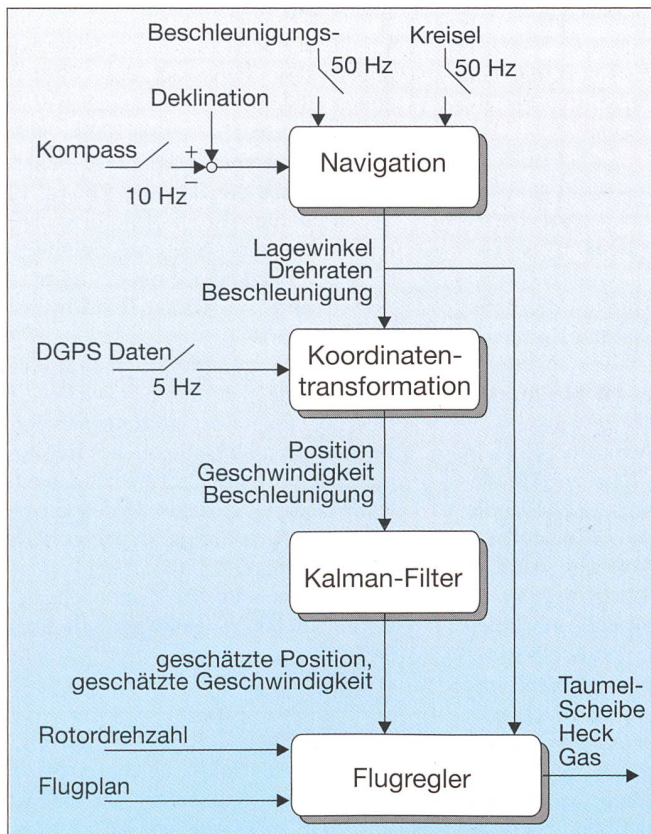 Beschleunigungs-
Kreisel
50 Hz
50 Hz
Deklination
Kompass
+
10 Hz
−
Navigation
Lagewinkel
Drehraten
Beschleunigung
DGPS Daten
5 Hz
Koordinaten-
transformation
Position
Geschwindigkeit
Beschleunigung
Kalman-Filter
geschätzte Position,
geschätzte Geschwindigkeit
Taumel-
Scheibe
Heck
Gas
Rotordrehzahl
Flugplan
Flugregler